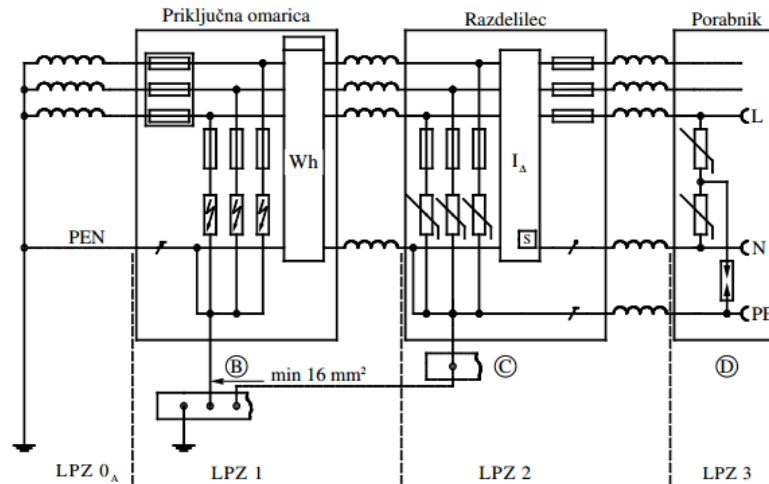 Priključna omarica
Razdelilec
Porabnik
L
Wh
I∆
S
PEN
N
PE
B
min 16 mm²
C
D
LPZ 0A
LPZ 1
LPZ 2
LPZ 3